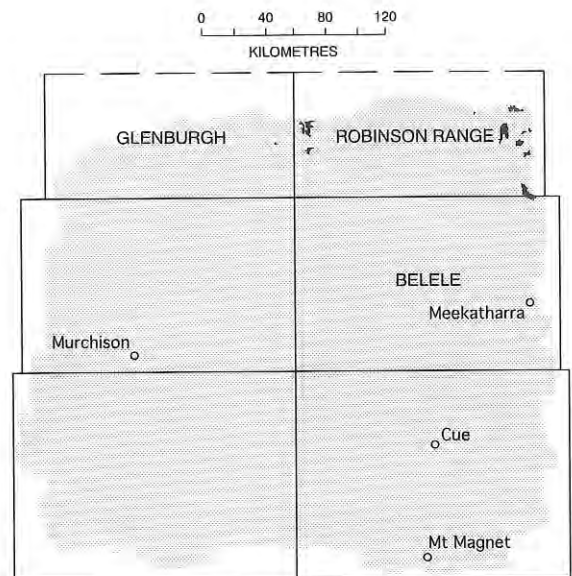 0 40 80 120
KILOMETRES
GLENBURGH
ROBINSON RANGE
BELELE
Meekatharra
Murchison
Cue
Mt Magnet